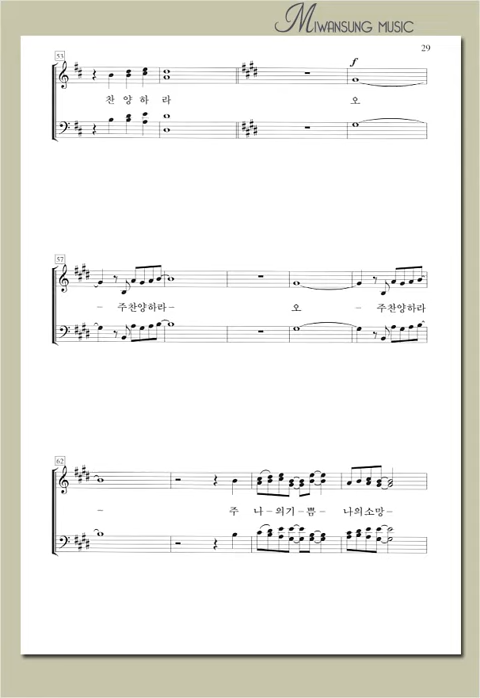 MIWANSUNG MUSIC
29
53
f
찬 양 하 라 오
57
– 주찬양하라 – 오 – 주찬양하라
62
– 주 나 – 의기 – 쁨 – 나의소망 –